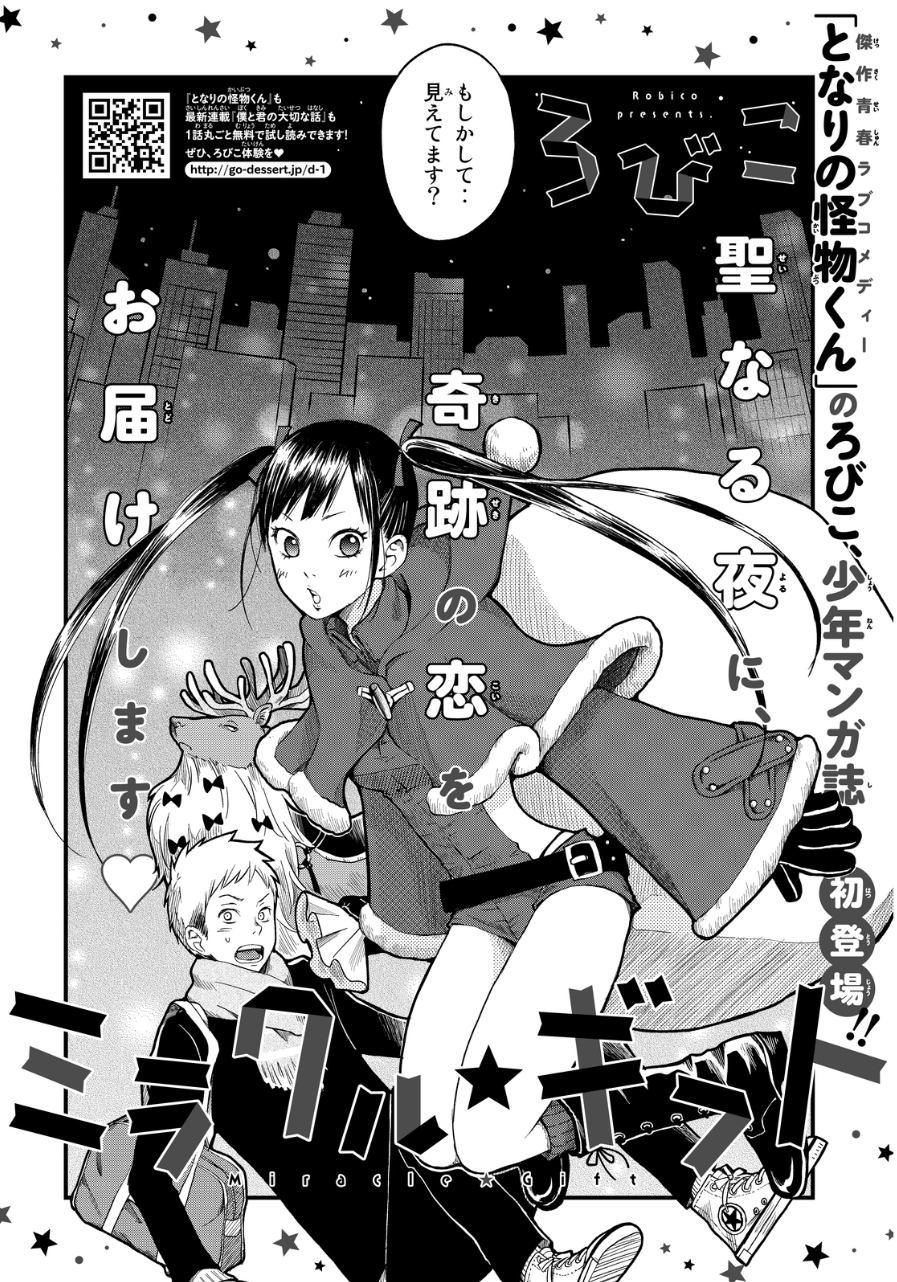 傑作青春ラブコメディー
「となりの怪物くん」のろびこ、少年マンガ誌
初登場!!
Robico
presents.
ろびこ
もしかして‥
見えてます?
『となりの怪物くん』も
最新連載『僕と君の大切な話』も
1話丸ごと無料で試し読みできます!
ぜひ、ろびこ体験を♥
http://go-dessert.jp/d-1
聖なる夜に、
奇跡の恋を
お届けします♡
ミラクル★ギフト
Miracle★Gift